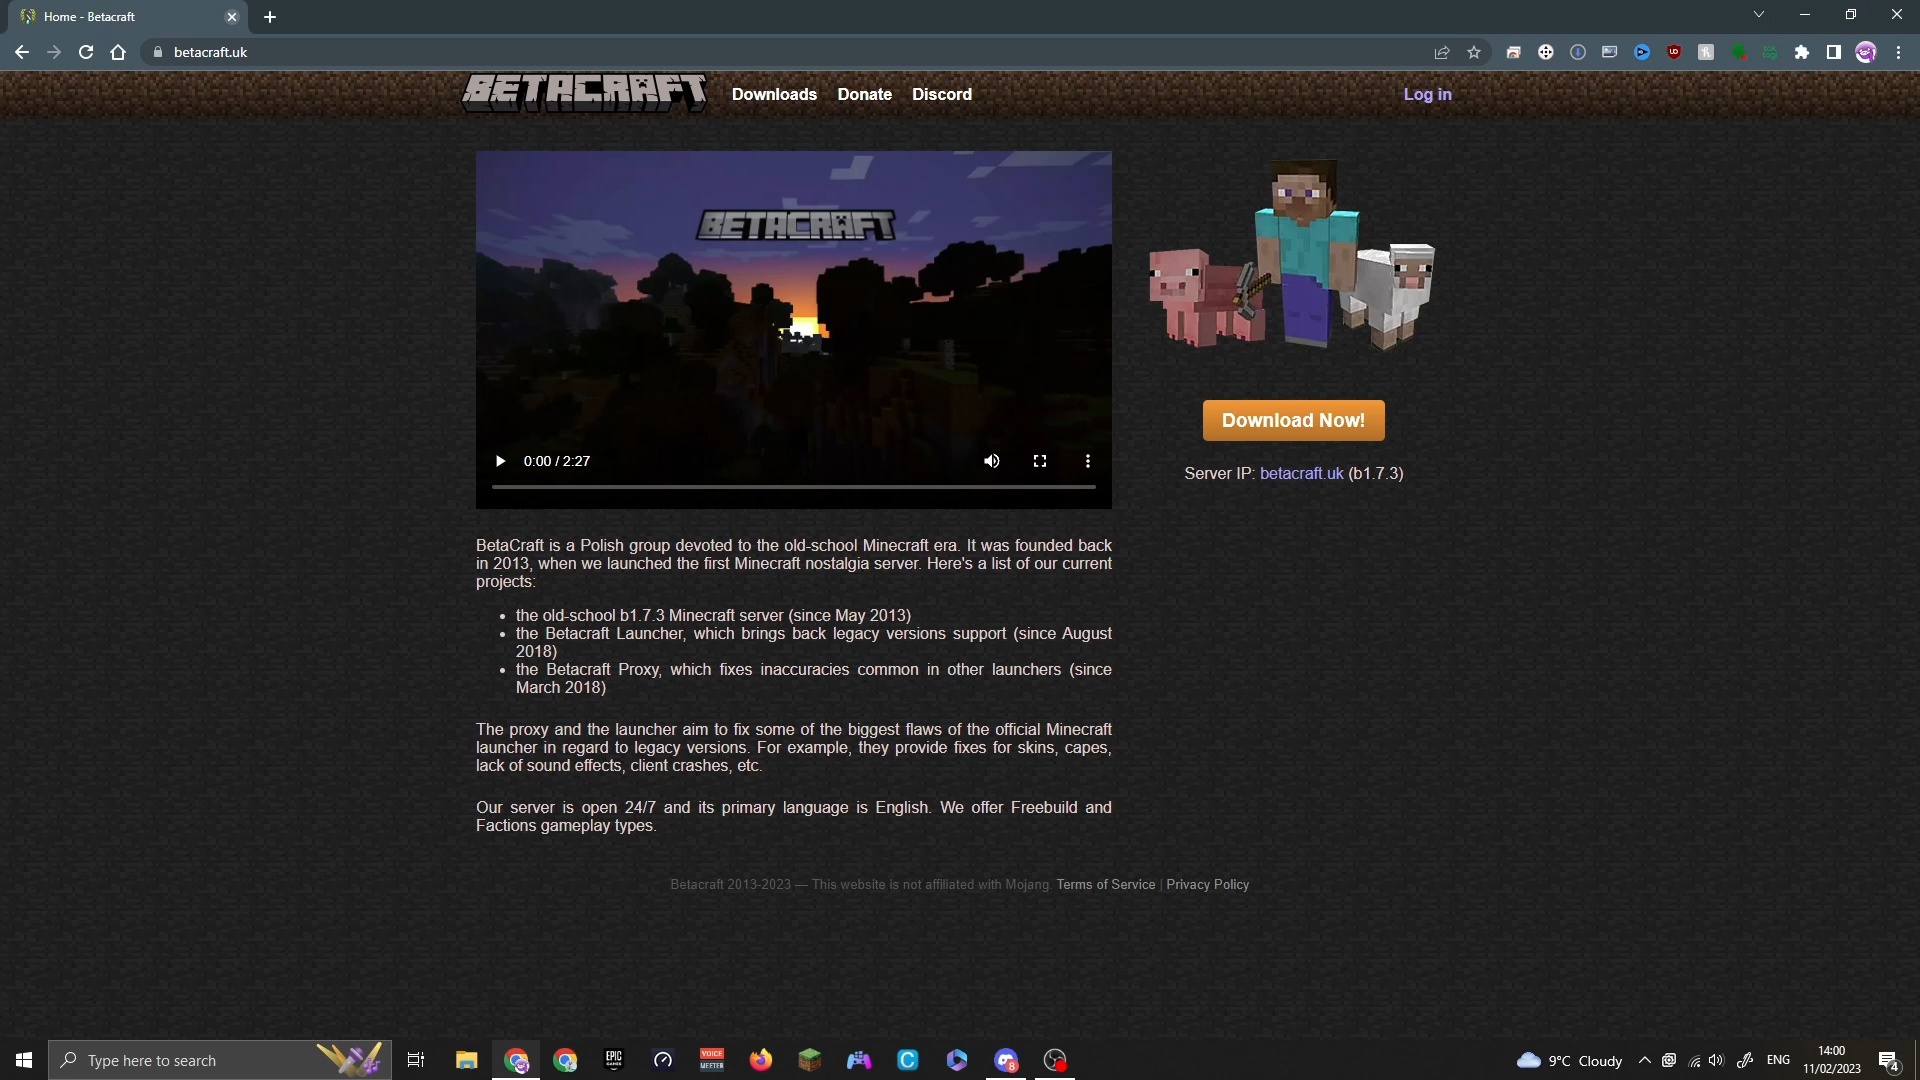 Home - Betacraft
betacraft.uk
BETACRAFT
Downloads
Donate
Discord
Log in
BETACRAFT
0:00 / 2:27
Download Now!
Server IP: betacraft.uk (b1.7.3)
BetaCraft is a Polish group devoted to the old-school Minecraft era. It was founded back
in 2013, when we launched the first Minecraft nostalgia server. Here's a list of our current
projects:
the old-school b1.7.3 Minecraft server (since May 2013)
the Betacraft Launcher, which brings back legacy versions support (since August
2018)
the Betacraft Proxy, which fixes inaccuracies common in other launchers (since
March 2018)
The proxy and the launcher aim to fix some of the biggest flaws of the official Minecraft
launcher in regard to legacy versions. For example, they provide fixes for skins, capes,
lack of sound effects, client crashes, etc.
Our server is open 24/7 and its primary language is English. We offer Freebuild and
Factions gameplay types.
Betacraft 2013-2023 — This website is not affiliated with Mojang. Terms of Service | Privacy Policy
Type here to search
EPIC
GAMES
VOICE
MEETER
8
9°C Cloudy
ENG
14:00
11/02/2023
4